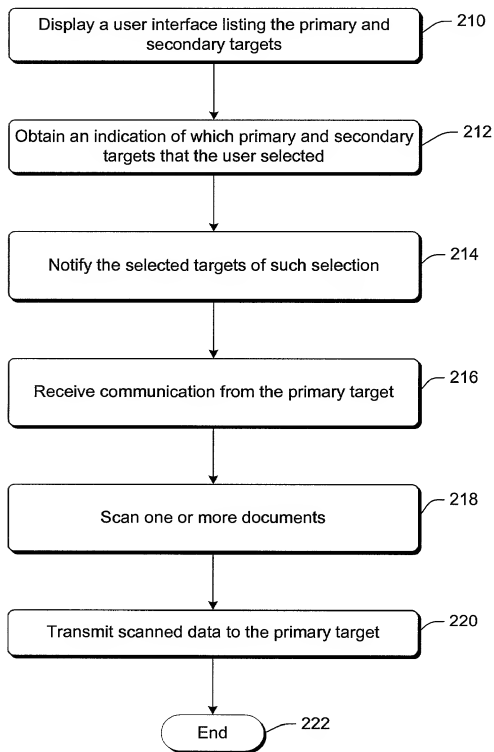 Display a user interface listing the primary and
secondary targets
210
Obtain an indication of which primary and secondary
targets that the user selected
212
Notify the selected targets of such selection
214
Receive communication from the primary target
216
Scan one or more documents
218
Transmit scanned data to the primary target
220
End
222